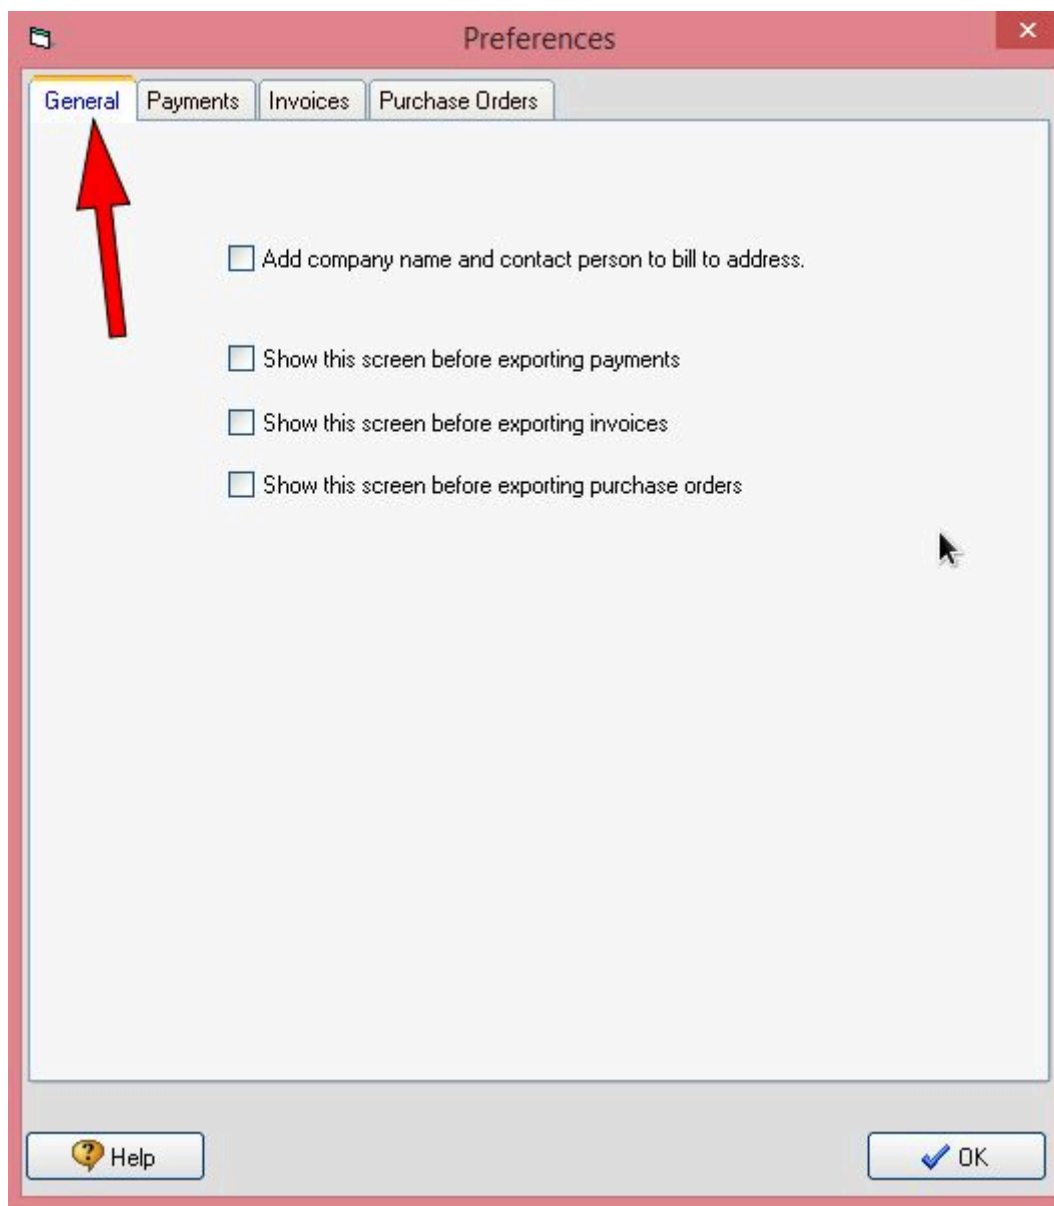 Preferences
General Payments Invoices Purchase Orders
Add company name and contact person to bill to address.
Show this screen before exporting payments
Show this screen before exporting invoices
Show this screen before exporting purchase orders
Help OK